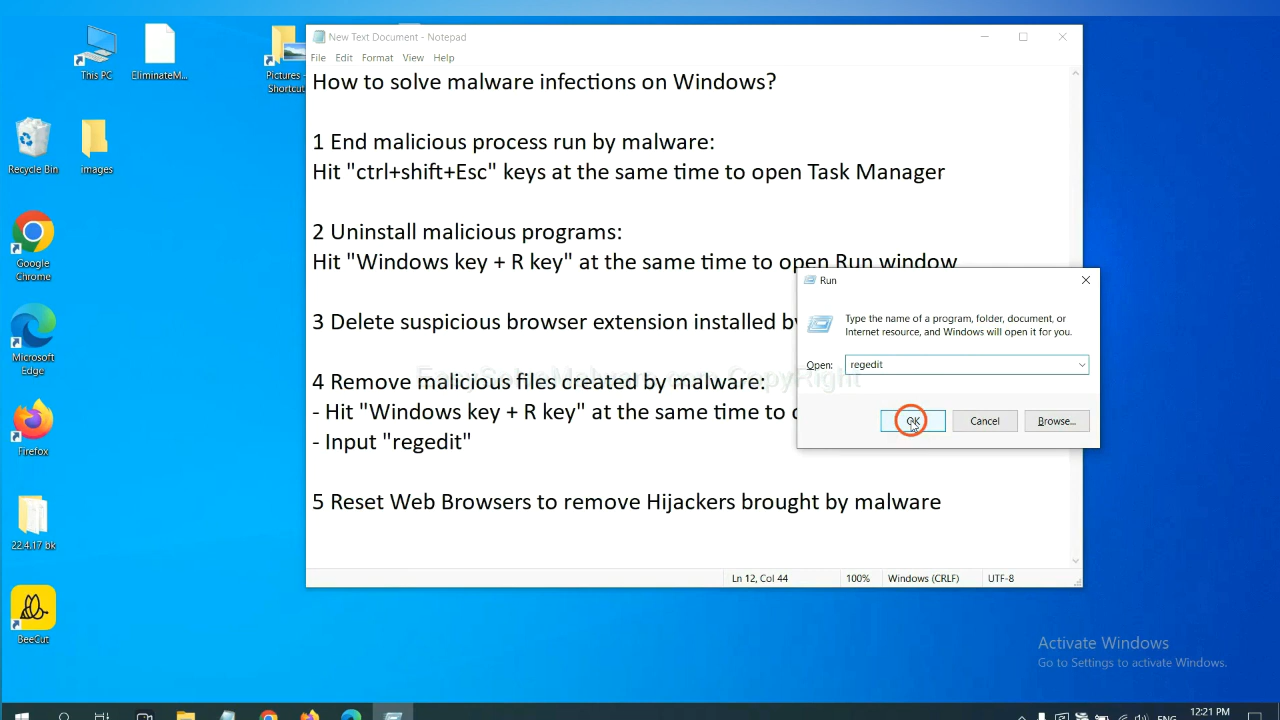 New Text Document - Notepad
File Edit Format View Help
How to solve malware infections on Windows?
1 End malicious process run by malware:
Hit "ctrl+shift+Esc" keys at the same time to open Task Manager
2 Uninstall malicious programs:
Hit "Windows key + R key" at the same time to open Run window
3 Delete suspicious browser extension installed by
4 Remove malicious files created by malware:
- Hit "Windows key + R key" at the same time to
- Input "regedit"
5 Reset Web Browsers to remove Hijackers brought by malware
Ln 12, Col 44 100% Windows (CRLF) UTF-8
Run
Type the name of a program, folder, document, or
Internet resource, and Windows will open it for you.
Open: regedit
OK Cancel Browse...
This PC
EliminateM...
Pictures -
Shortcut
Recycle Bin
images
Google
Chrome
Microsoft
Edge
Firefox
22.4.17 bk
BeeCut
Activate Windows
Go to Settings to activate Windows.
ENG
12:21 PM